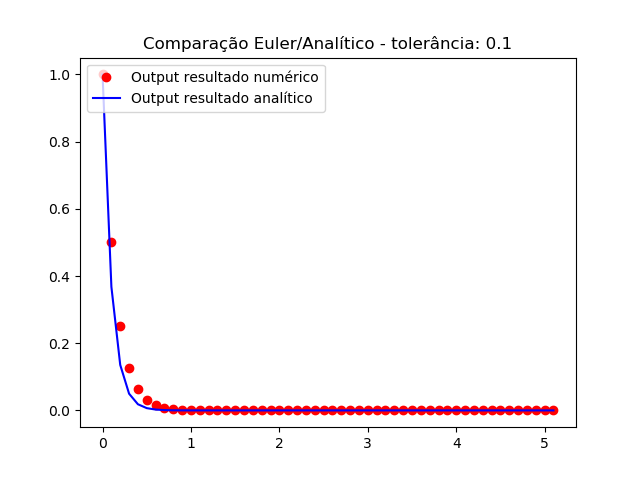 Comparação Euler/Analítico - tolerância: 0.1
Output resultado numérico
Output resultado analítico
1.0
0.8
0.6
0.4
0.2
0.0
0 1 2 3 4 5